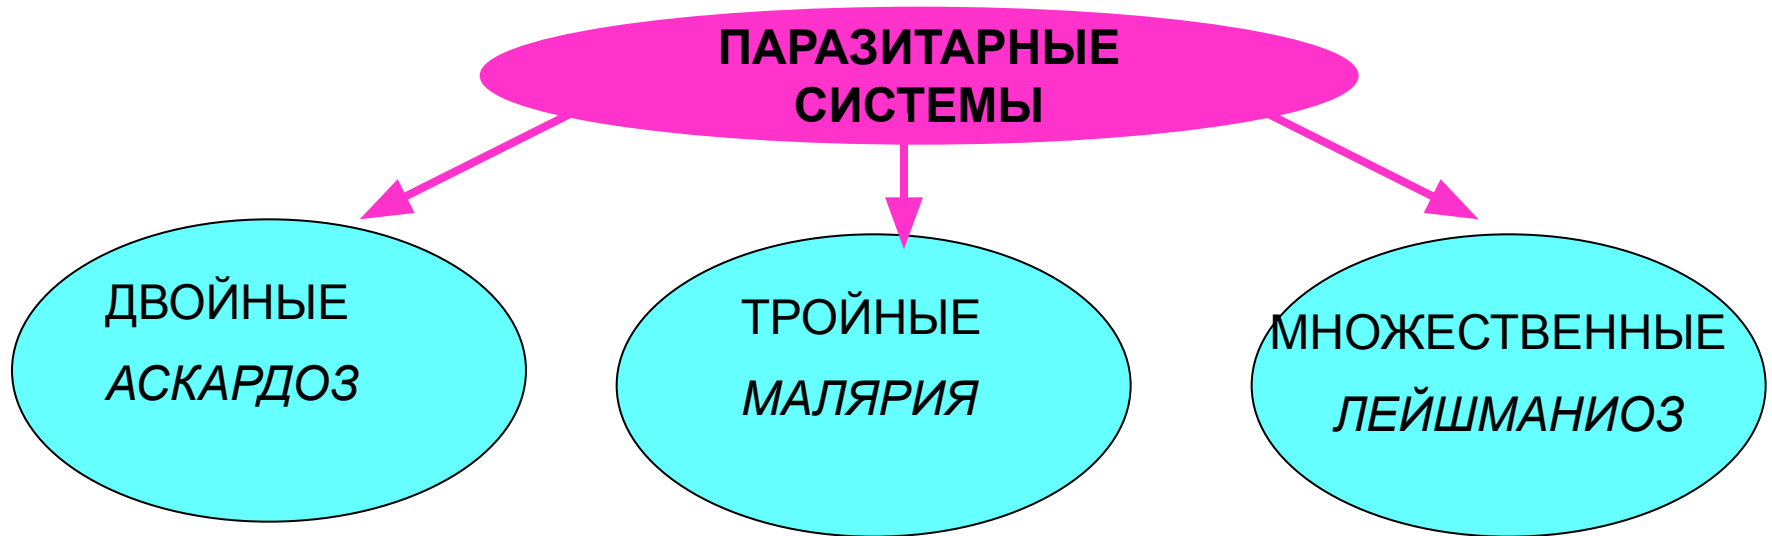 ПАРАЗИТАРНЫЕ
СИСТЕМЫ
ДВОЙНЫЕ
АСКАРДОЗ
ТРОЙНЫЕ
МАЛЯРИЯ
МНОЖЕСТВЕННЫЕ
ЛЕЙШМАНИОЗ